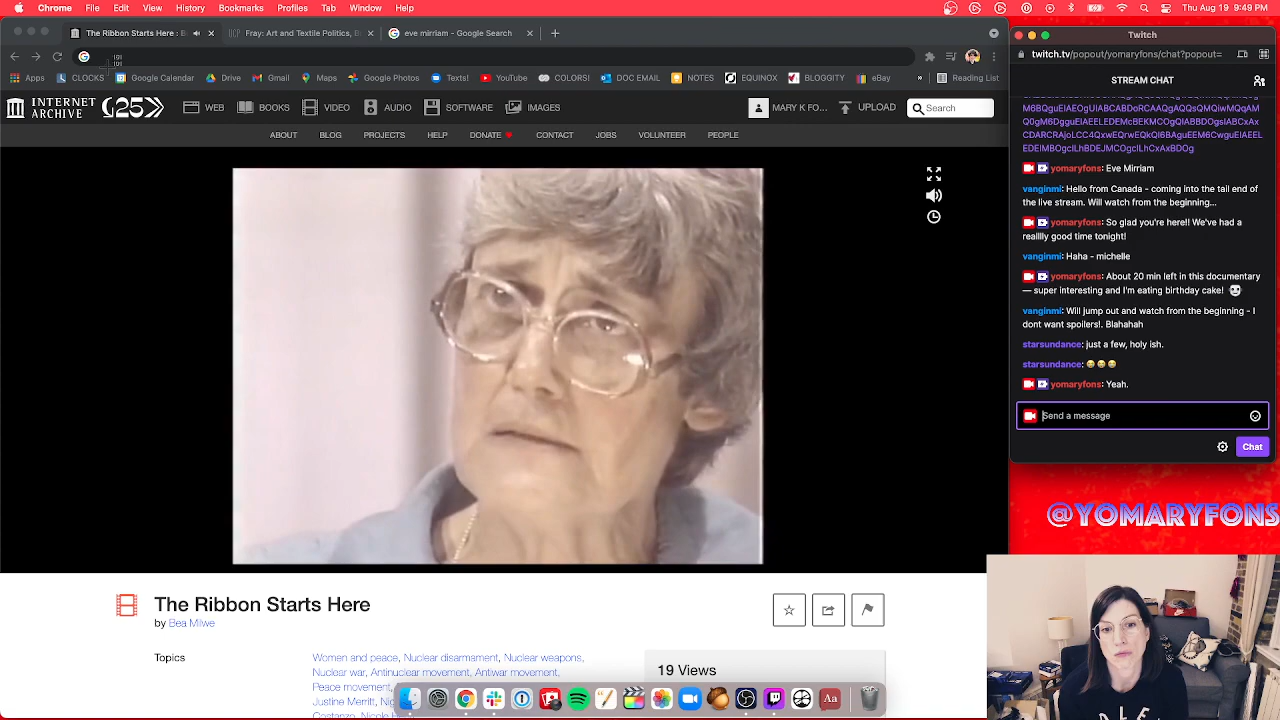 Chrome File Edit View History Bookmarks Profiles Tab Window Help
Thu Aug 19 9:49 PM
The Ribbon Starts Here : B
Fray: Art and Textile Politics, B
eve mirriam - Google Search
Apps CLOCKS Google Calendar Drive Gmail Maps Google Photos Texts! YouTube COLORS! DOC EMAIL NOTES EQUINOX BLOGGITY eBay » Reading List
INTERNET ARCHIVE 25 WEB BOOKS VIDEO AUDIO SOFTWARE IMAGES MARY K FO... UPLOAD Search
ABOUT BLOG PROJECTS HELP DONATE CONTACT JOBS VOLUNTEER PEOPLE
The Ribbon Starts Here
by Bea Milwe
Topics
Women and peace, Nuclear disarmament, Nuclear weapons,
Nuclear war, Antinuclear movement, Antiwar movement,
Peace movement,
Justine Merritt,
19 Views
Twitch
twitch.tv/popout/yomaryfons/chat?popout=
STREAM CHAT
yomaryfons: Eve Mirriam
vanginmi: Hello from Canada - coming into the tail end of
the live stream. Will watch from the beginning...
yomaryfons: So glad you're here!! We've had a
realllly good time tonight!
vanginmi: Haha - michelle
yomaryfons: About 20 min left in this documentary
— super interesting and I'm eating birthday cake!
vanginmi: Will jump out and watch from the beginning - I
dont want spoilers!. Blahahah
starsundance: just a few, holy ish.
starsundance: 😂😂😂
yomaryfons: Yeah.
Send a message
Chat
@YOMARYFONS